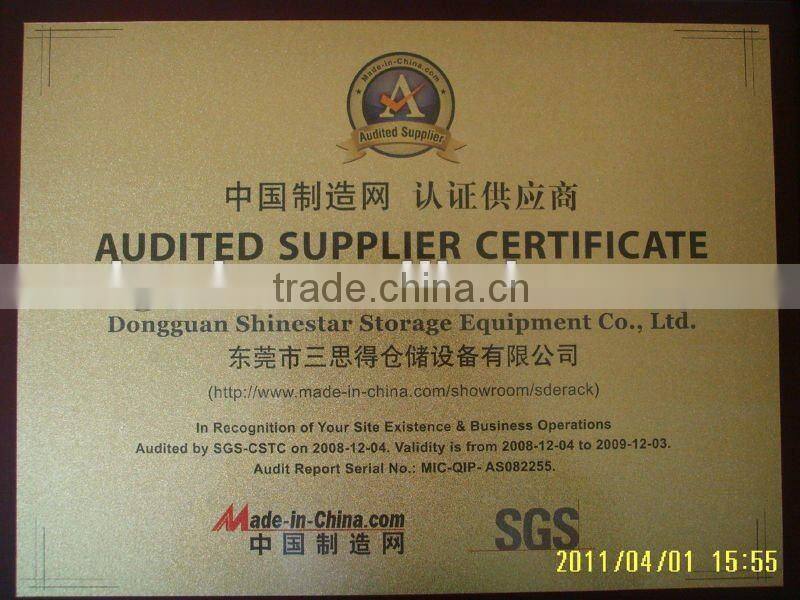 Made-in-China.com
A
Audited Supplier
中国制造网 认证供应商
AUDITED SUPPLIER CERTIFICATE
trade.china.cn
Dongguan Shinestar Storage Equipment Co., Ltd.
东莞市三思得仓储设备有限公司
(http://www.made-in-china.com/showroom/sderack)
In Recognition of Your Site Existence & Business Operations
Audited by SGS-CSTC on 2008-12-04. Validity is from 2008-12-04 to 2009-12-03.
Audit Report Serial No.: MIC-QIP- AS082255.
Made-in-China.com
中国制造网
SGS
2011/04/01 15:55